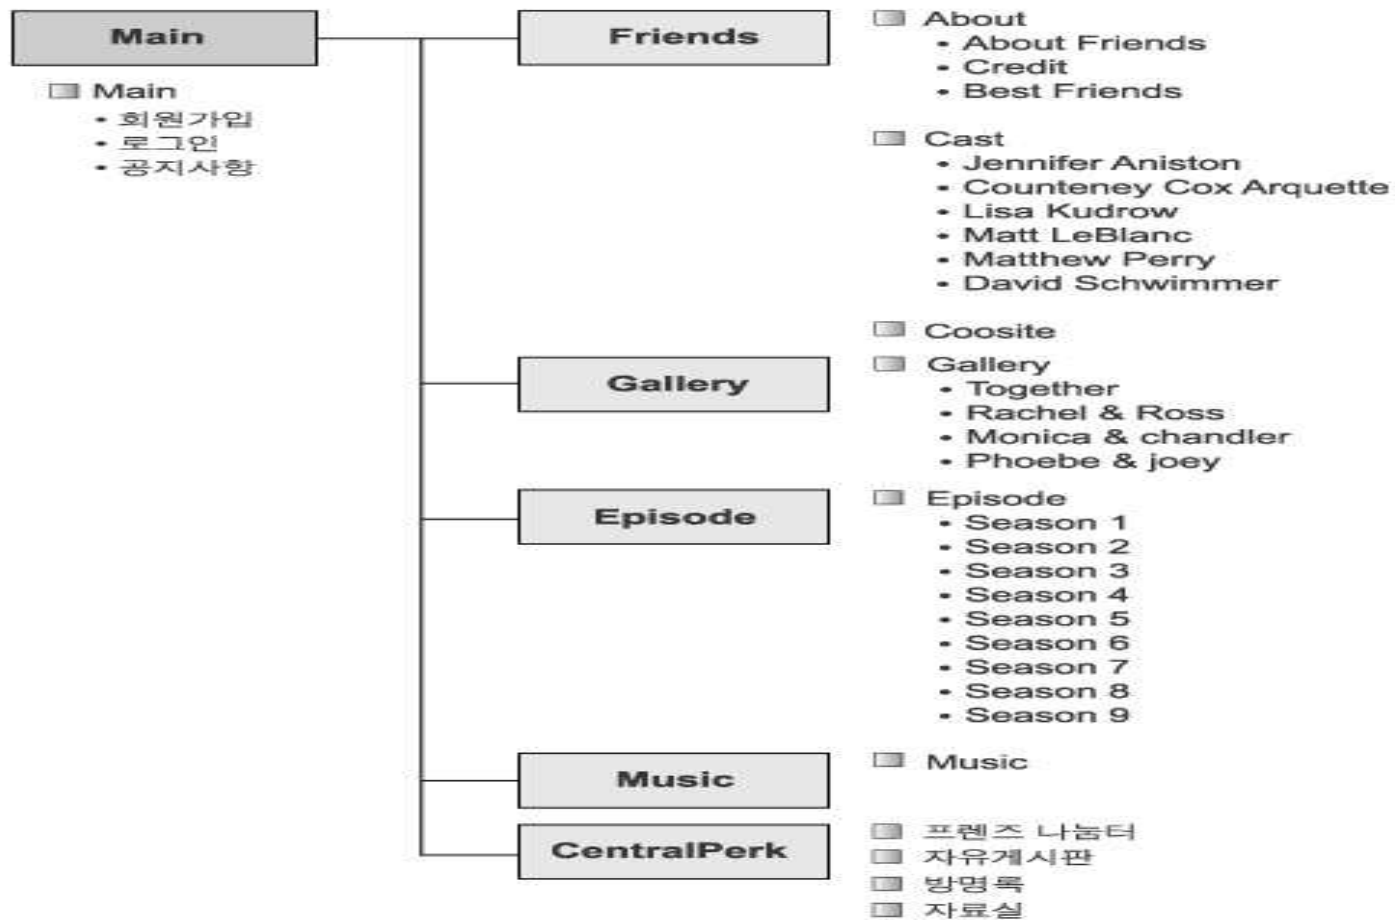 Main
Main
• 회원가입
• 로그인
• 공지사항
Friends
About
• About Friends
• Credit
• Best Friends
Cast
• Jennifer Aniston
• Counteney Cox Arquette
• Lisa Kudrow
• Matt LeBlanc
• Matthew Perry
• David Schwimmer
Coosite
Gallery
Gallery
• Together
• Rachel & Ross
• Monica & chandler
• Phoebe & joey
Episode
Episode
• Season 1
• Season 2
• Season 3
• Season 4
• Season 5
• Season 6
• Season 7
• Season 8
• Season 9
Music
Music
CentralPerk
프렌즈 나눔터
자유게시판
방명록
자료실